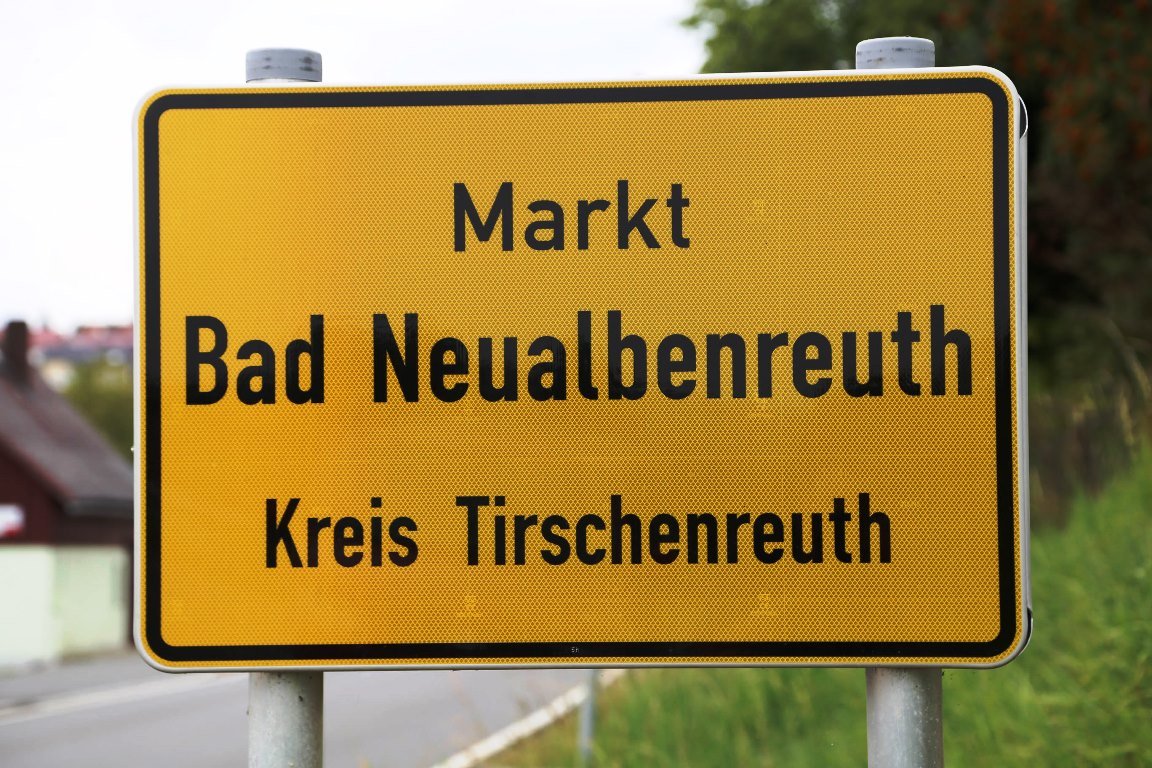 Markt
Bad Neualbenreuth
Kreis Tirschenreuth